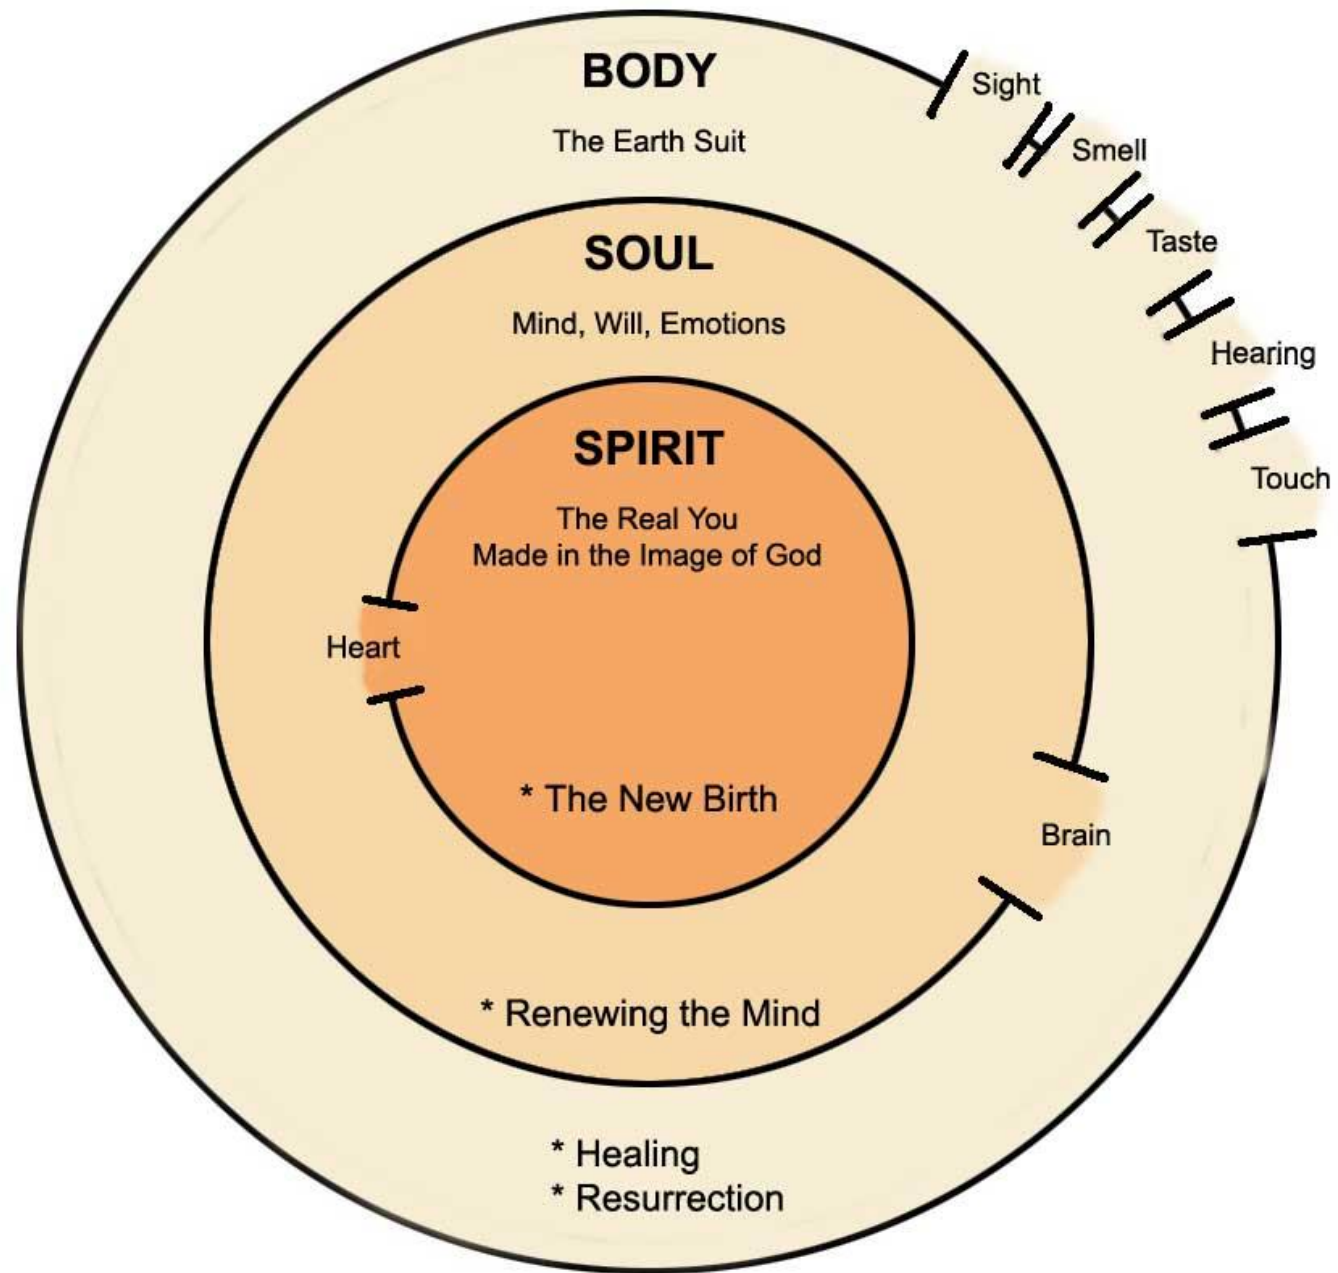 BODY
The Earth Suit
Sight
Smell
Taste
Hearing
Touch
SOUL
Mind, Will, Emotions
SPIRIT
The Real You
Made in the Image of God
Heart
* The New Birth
Brain
* Renewing the Mind
* Healing
* Resurrection